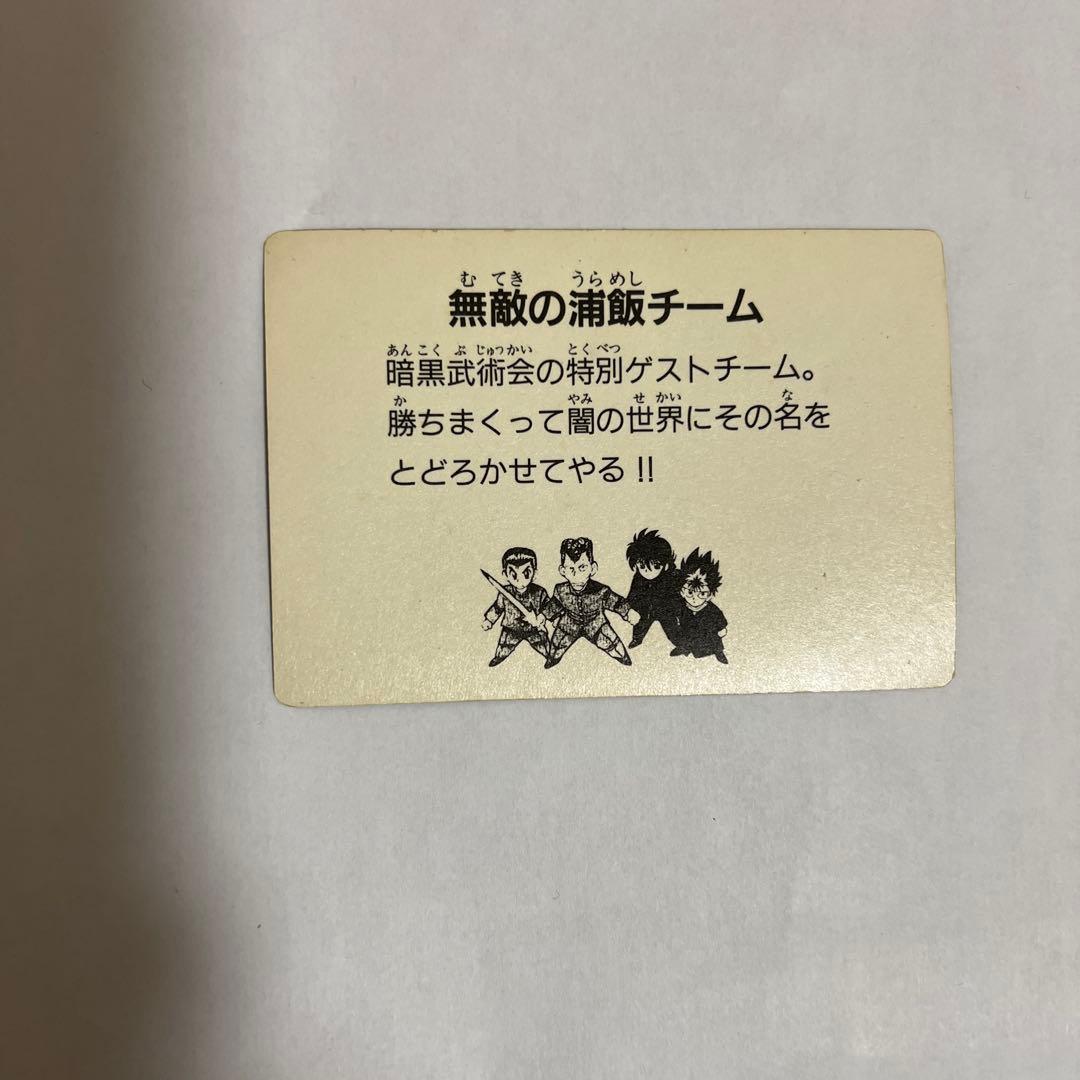 むてき うらめし
無敵の浦飯チーム
あんこくぶじゅつかい とくべつ
暗黒武術会の特別ゲストチーム。
か やみ せかい な
勝ちまくって闇の世界にその名を
とどろかせてやる!!